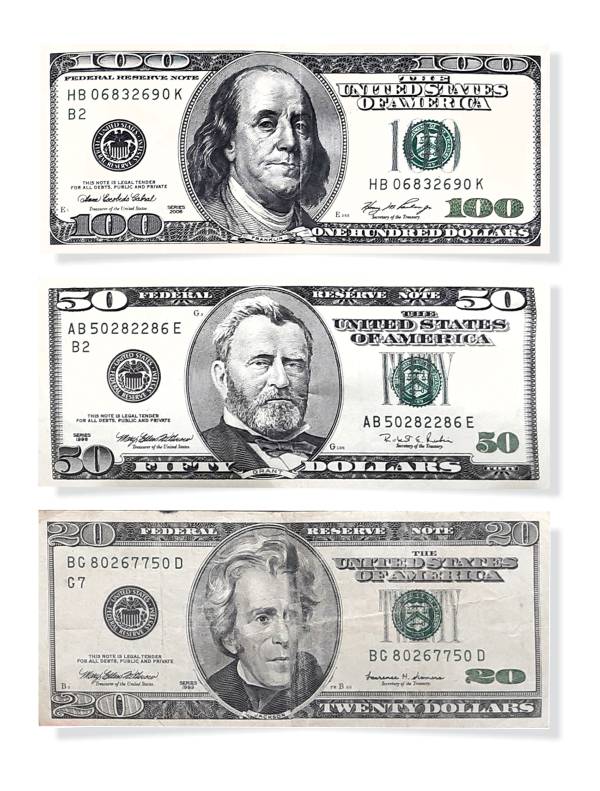 100 100
FEDERAL RESERVE NOTE
THE
UNITED STATES
OF AMERICA
HB 06832690 K
B2
100
THIS NOTE IS LEGAL TENDER
FOR ALL DEBTS, PUBLIC AND PRIVATE
HB 06832690 K
Treasurer of the United States
SERIES
2006
Secretary of the Treasury
100
100
FRANKLIN
ONE HUNDRED DOLLARS
50 FEDERAL RESERVE NOTE 50
THE
UNITED STATES
OF AMERICA
AB 50282286 E
B2
THIS NOTE IS LEGAL TENDER
FOR ALL DEBTS, PUBLIC AND PRIVATE
AB 50282286 E
SERIES
Treasurer of the United States
Secretary of the Treasury
50
50
FIFTY GRANT DOLLARS
20 FEDERAL RESERVE NOTE 20
THE
UNITED STATES
OF AMERICA
BG 80267750 D
G7
THIS NOTE IS LEGAL TENDER
FOR ALL DEBTS, PUBLIC AND PRIVATE
BG 80267750 D
Treasurer of the United States
SERIES
Secretary of the Treasury
20
20
JACKSON
TWENTY DOLLARS